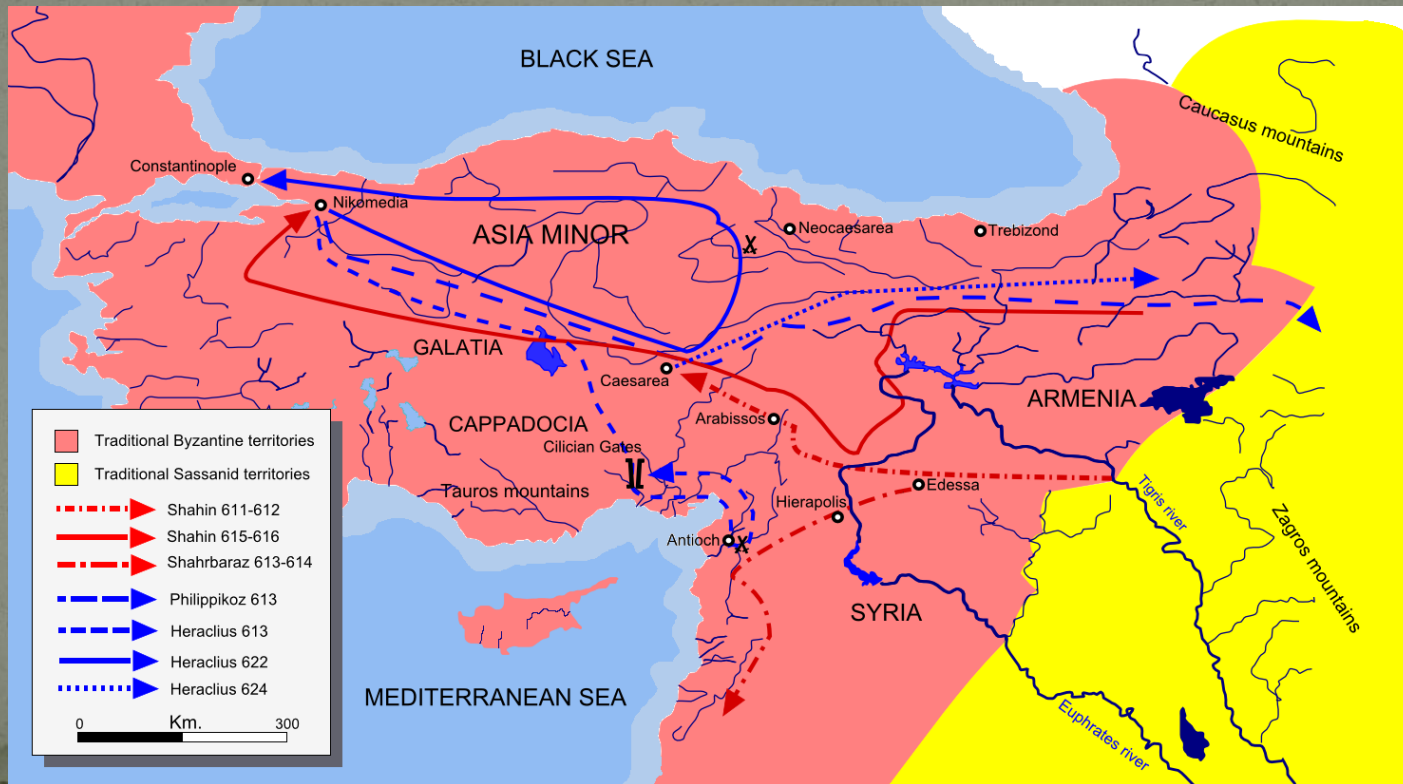 BLACK SEA
Caucasus mountains
Constantinople
Nikomedia
ASIA MINOR
Neocaesarea
Trebizond
GALATIA
Caesarea
ARMENIA
CAPPADOCIA
Arabissos
Cilician Gates
Tauros mountains
Hierapolis
Edessa
Tigris river
Zagros mountains
Antioch
SYRIA
MEDITERRANEAN SEA
Euphrates river
Traditional Byzantine territories
Traditional Sassanid territories
Shahin 611-612
Shahin 615-616
Shahrbaraz 613-614
Philippikoz 613
Heraclius 613
Heraclius 622
Heraclius 624
0 Km. 300